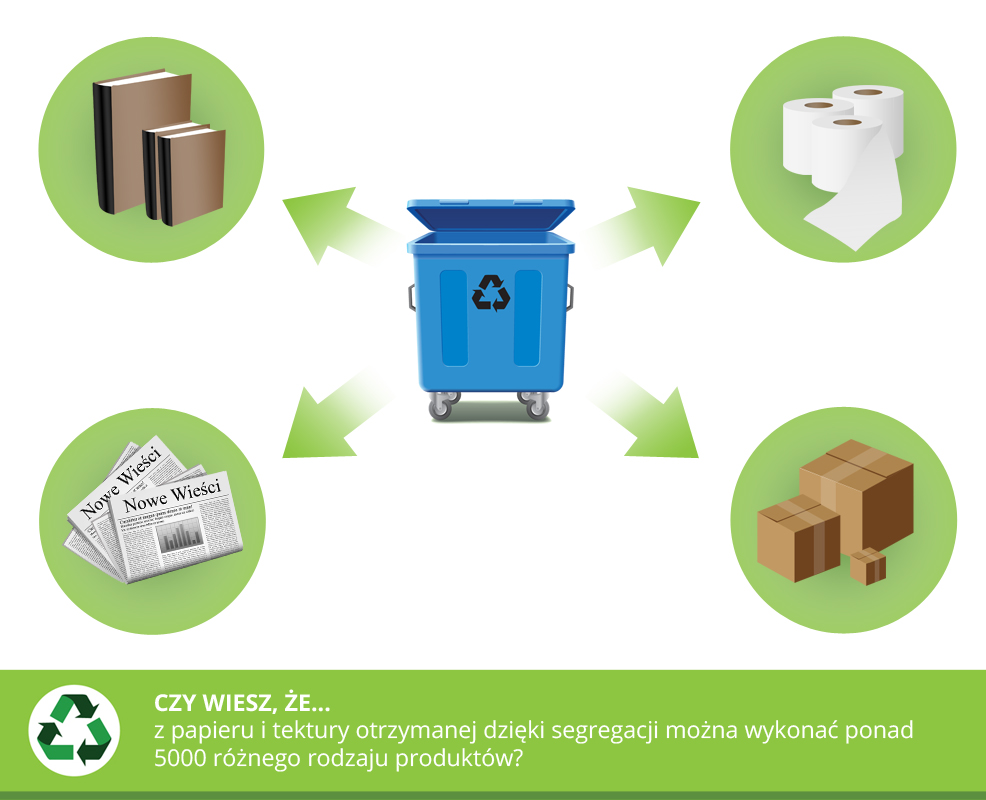 Nowe Wieści
Nowe Wieści
CZY WIESZ, ŻE...
z papieru i tektury otrzymanej dzięki segregacji można wykonać ponad
5000 różnego rodzaju produktów?